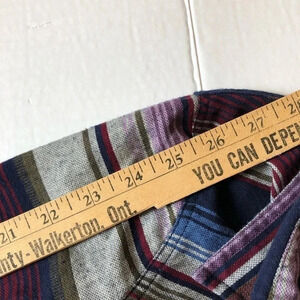 21 22 23 24 25 26 27
nty-Walkerton, Ont.
YOU CAN DEPE